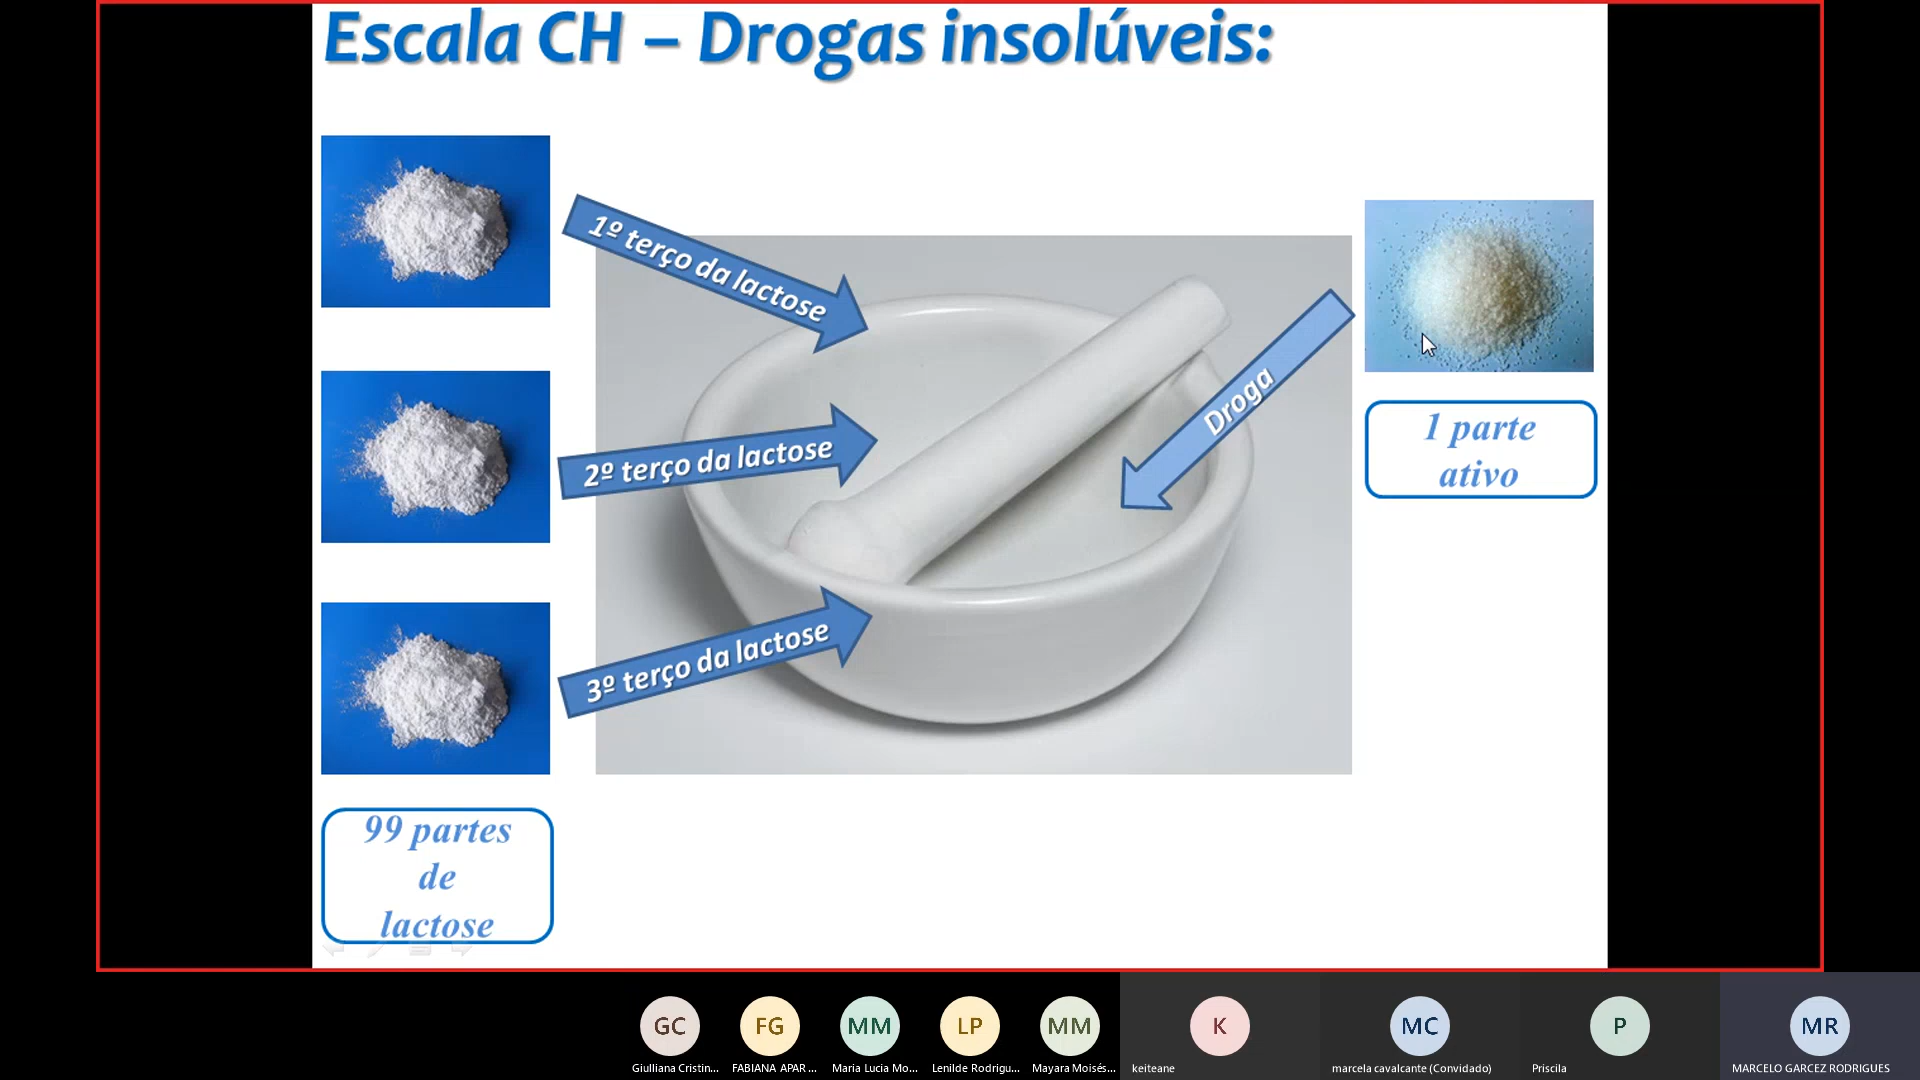 Escala CH – Drogas insolúveis:
1º terço da lactose
2º terço da lactose
3º terço da lactose
Droga
1 parte
ativo
99 partes
de
lactose
GC
FG
MM
LP
MM
K
MC
P
MR
Giulliana Cristin...
FABIANA APAR ...
Maria Lucia Mo...
Lenilde Rodrigu...
Mayara Moisés...
keiteane
marcela cavalcante (Convidado)
Priscila
MARCELO GARCEZ RODRIGUES